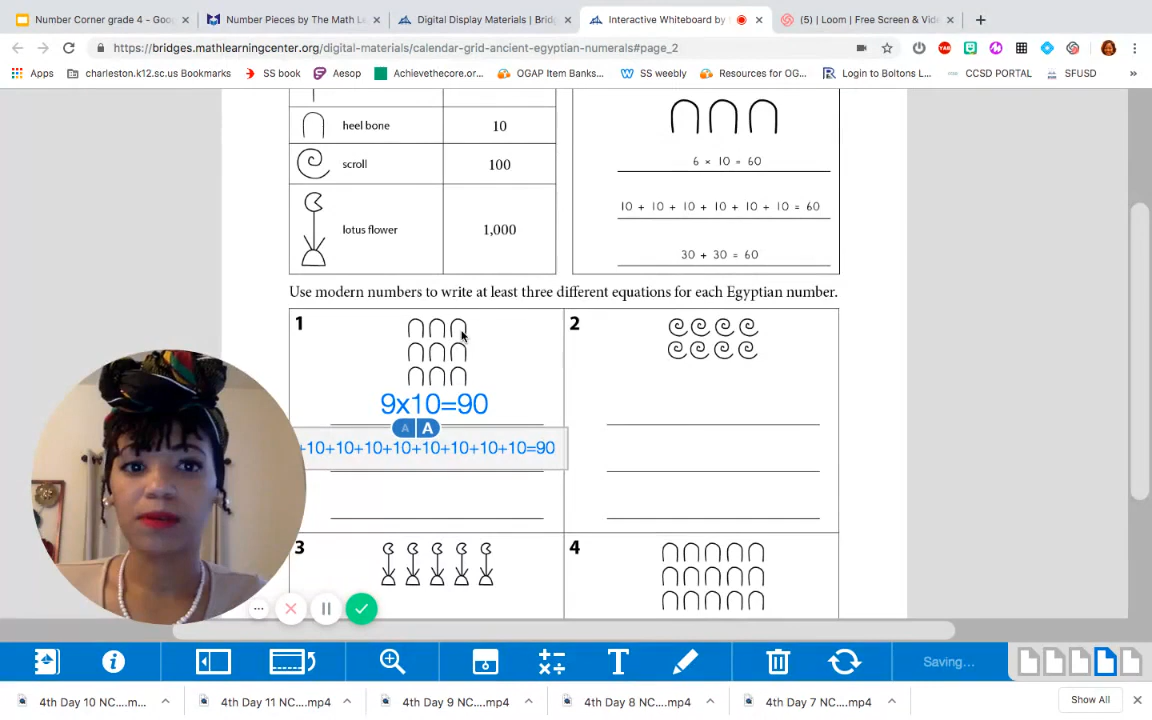 Number Corner grade 4 - Goo
Number Pieces by The Math Le
Digital Display Materials | Brid
Interactive Whiteboard by
(5) | Loom | Free Screen & Vide
https://bridges.mathlearningcenter.org/digital-materials/calendar-grid-ancient-egyptian-numerals#page_2
Apps
charleston.k12.sc.us Bookmarks
SS book
Aesop
Achievethecore.or...
OGAP Item Banks...
SS weekly
Resources for OG...
Login to Boltons L...
CCSD PORTAL
SFUSD
heel bone 10
scroll 100
lotus flower 1,000
6 × 10 = 60
10 + 10 + 10 + 10 + 10 + 10 = 60
30 + 30 = 60
Use modern numbers to write at least three different equations for each Egyptian number.
1
9x10=90
A A
+10+10+10+10+10+10+10+10=90
2
3
4
Saving...
4th Day 10 NC....m...
4th Day 11 NC....mp4
4th Day 9 NC....mp4
4th Day 8 NC....mp4
4th Day 7 NC....mp4
Show All